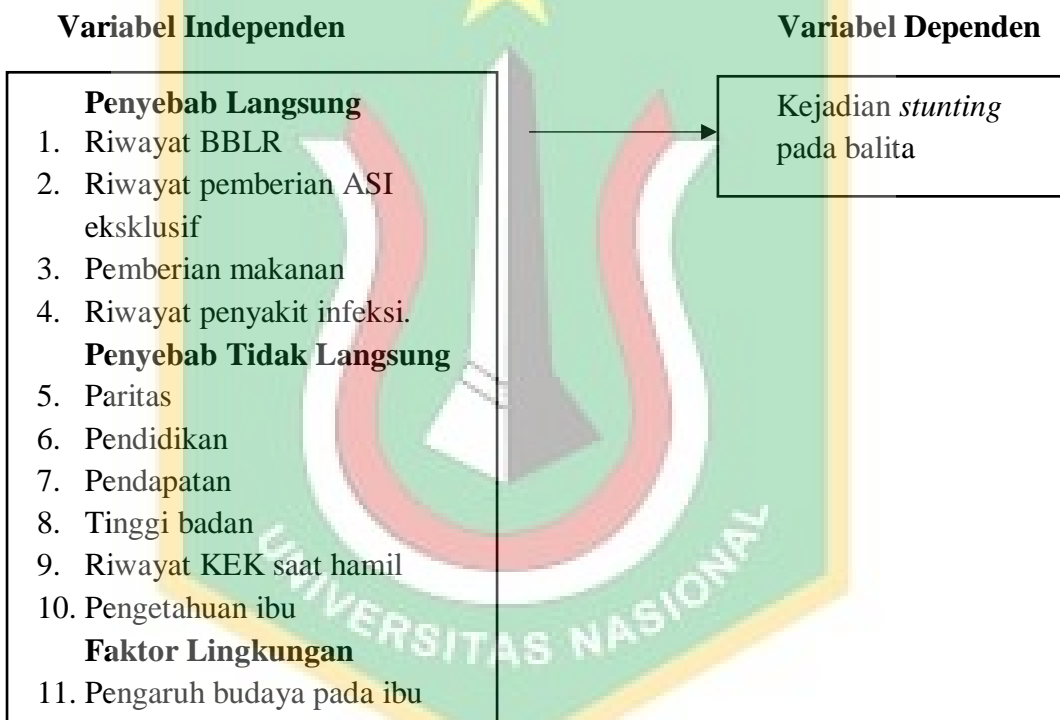 Variabel Independen
Variabel Dependen
Penyebab Langsung
1. Riwayat BBLR
2. Riwayat pemberian ASI
eksklusif
3. Pemberian makanan
4. Riwayat penyakit infeksi.
Penyebab Tidak Langsung
5. Paritas
6. Pendidikan
7. Pendapatan
8. Tinggi badan
9. Riwayat KEK saat hamil
10. Pengetahuan ibu
Faktor Lingkungan
11. Pengaruh budaya pada ibu
Kejadian stunting
pada balita
UNIVERSITAS NASIONAL